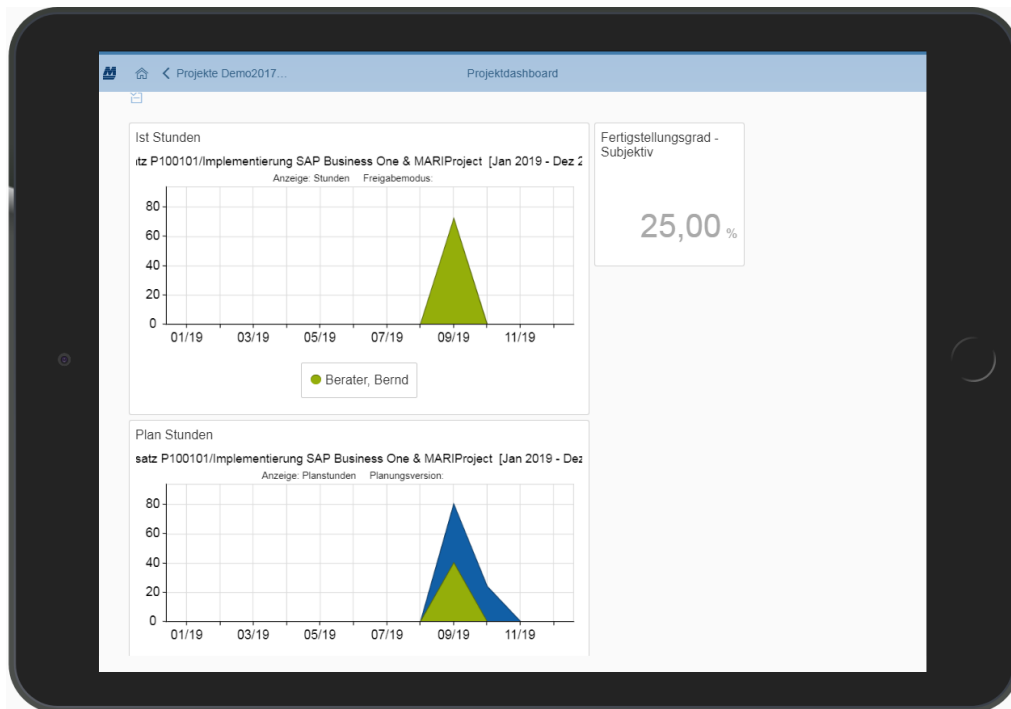 Projekte Demo2017...
Projektdashboard
Ist Stunden
tz P100101/Implementierung SAP Business One & MARIProject [Jan 2019 - Dez 2
Anzeige: Stunden Freigabemodus:
80
60
40
20
0
01/19 03/19 05/19 07/19 09/19 11/19
Berater, Bernd
Fertigstellungsgrad -
Subjektiv
25,00 %
Plan Stunden
satz P100101/Implementierung SAP Business One & MARIProject [Jan 2019 - Dez
Anzeige: Planstunden Planungsversion:
80
60
40
20
0
01/19 03/19 05/19 07/19 09/19 11/19